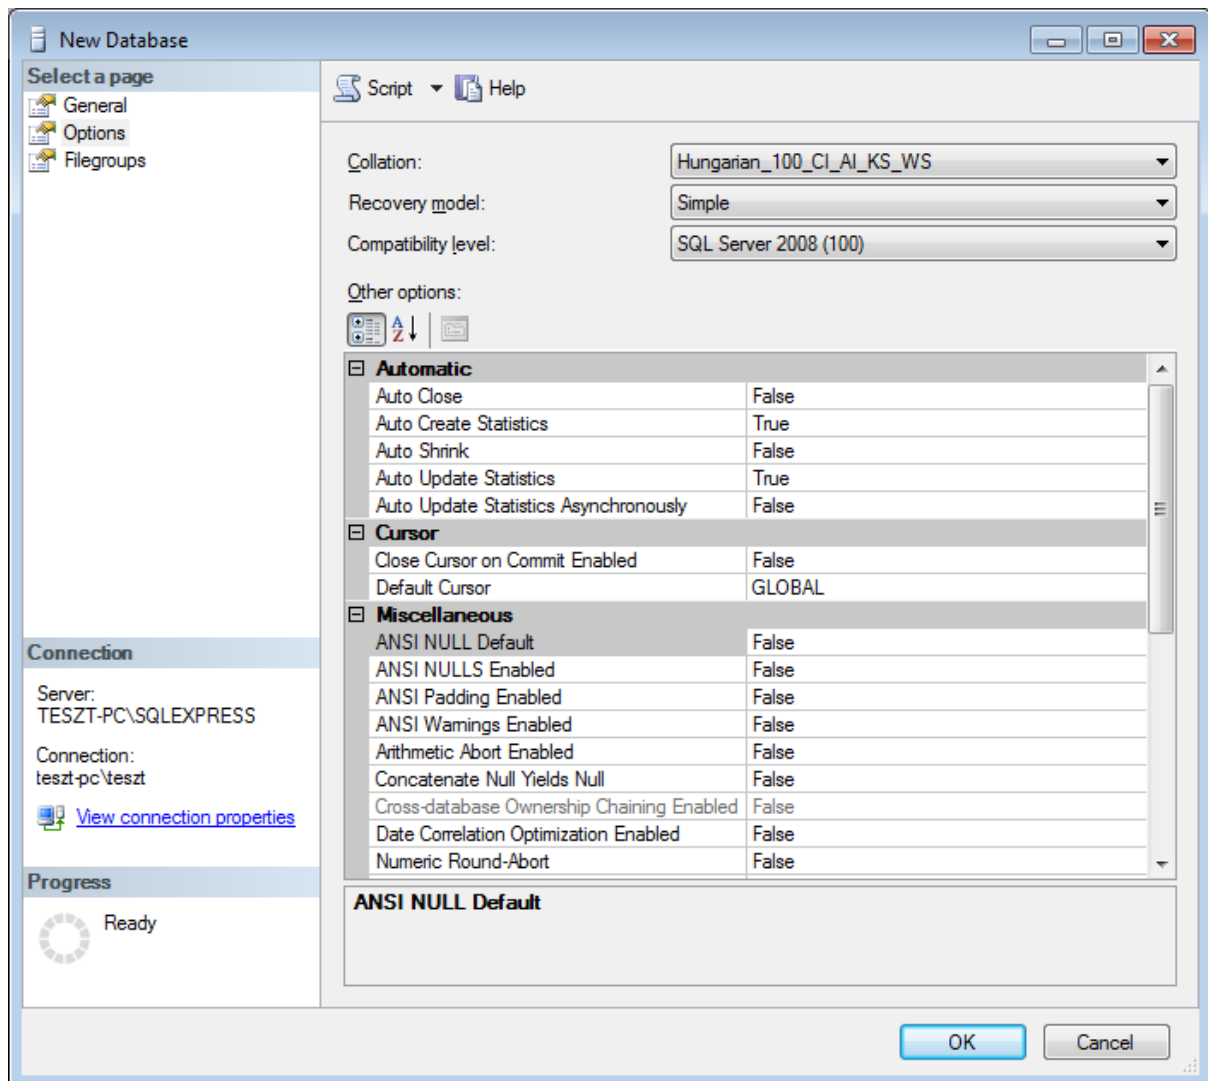 New Database
Select a page
General
Options
Filegroups
Script Help
Collation: Hungarian_100_CI_AI_KS_WS
Recovery model: Simple
Compatibility level: SQL Server 2008 (100)
Other options:
Automatic
Auto Close False
Auto Create Statistics True
Auto Shrink False
Auto Update Statistics True
Auto Update Statistics Asynchronously False
Cursor
Close Cursor on Commit Enabled False
Default Cursor GLOBAL
Miscellaneous
ANSI NULL Default False
ANSI NULLS Enabled False
ANSI Padding Enabled False
ANSI Warnings Enabled False
Arithmetic Abort Enabled False
Concatenate Null Yields Null False
Cross-database Ownership Chaining Enabled False
Date Correlation Optimization Enabled False
Numeric Round-Abort False
ANSI NULL Default
Connection
Server:
TESZT-PC\SQLEXPRESS
Connection:
teszt-pc\teszt
View connection properties
Progress
Ready
OK Cancel